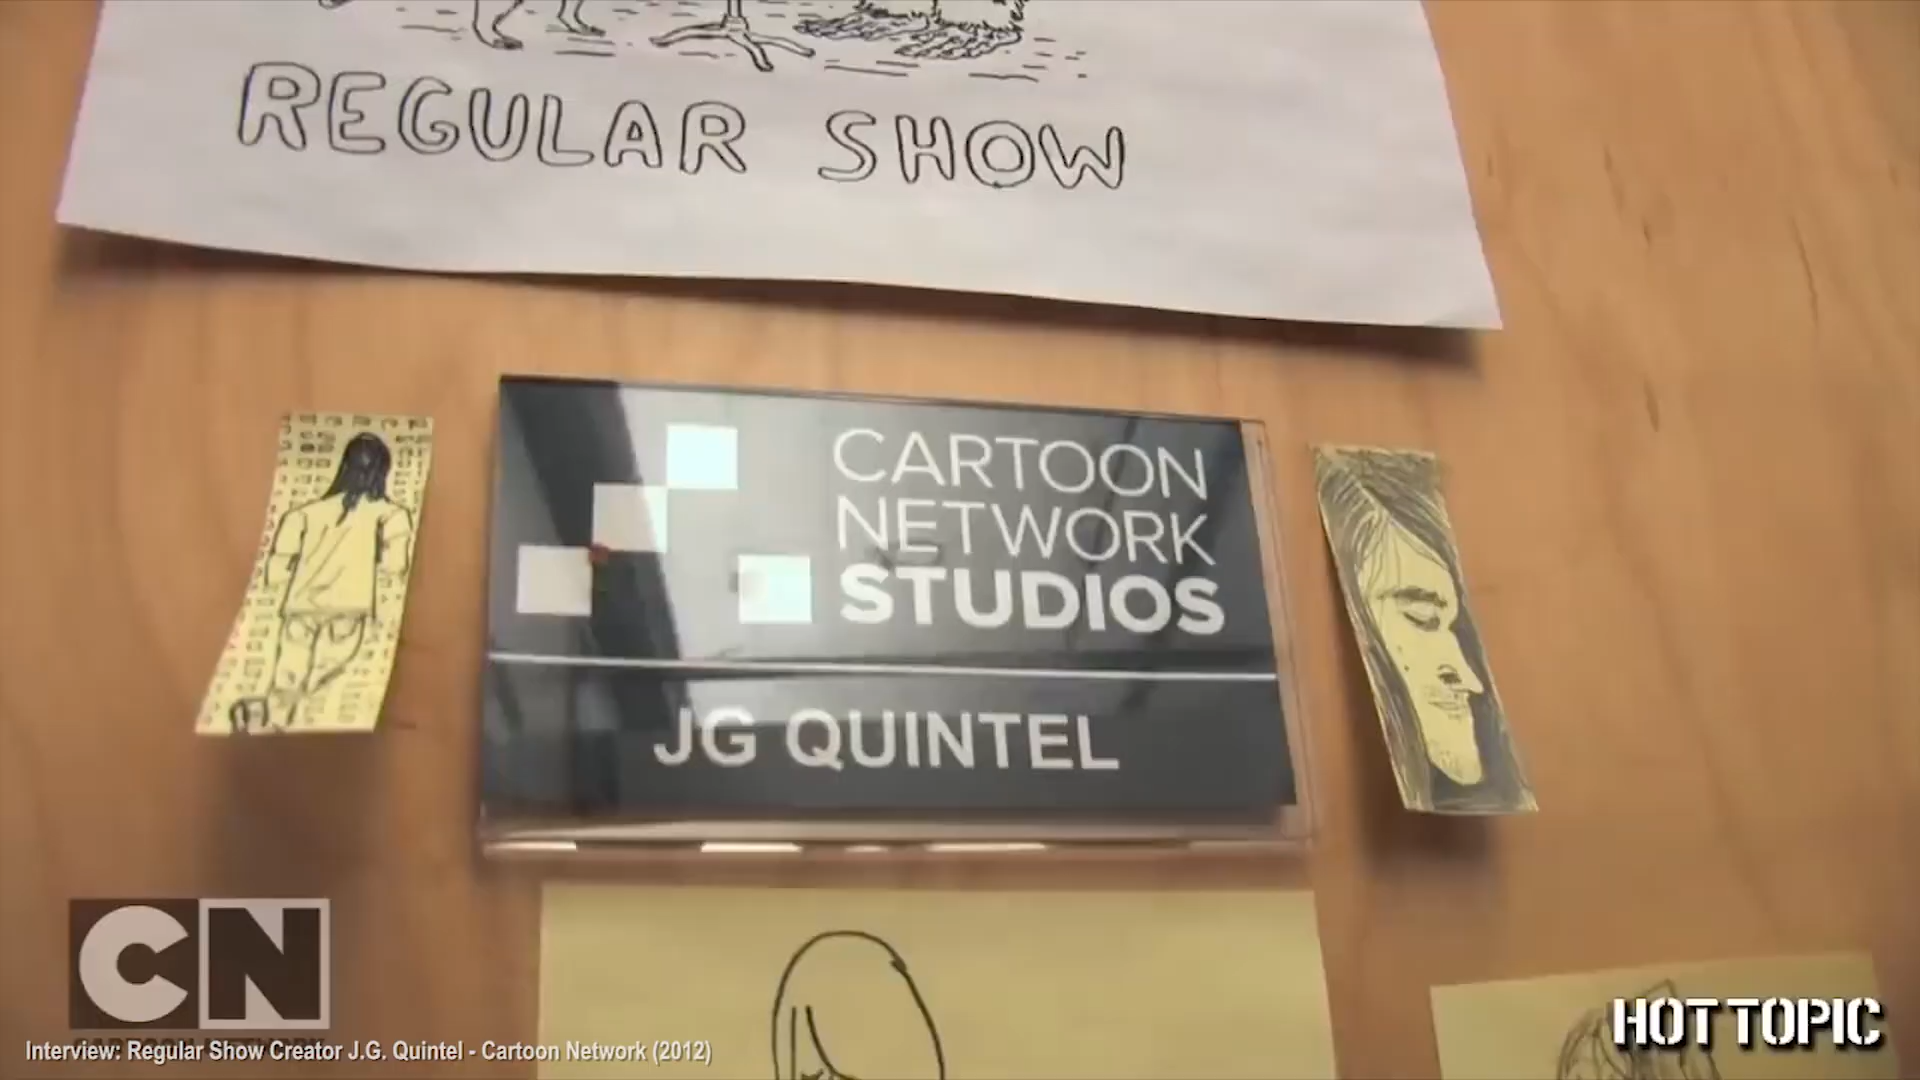 REGULAR SHOW
CARTOON
NETWORK
STUDIOS
JG QUINTEL
CN
HOT TOPIC
Interview: Regular Show Creator J.G. Quintel - Cartoon Network (2012)